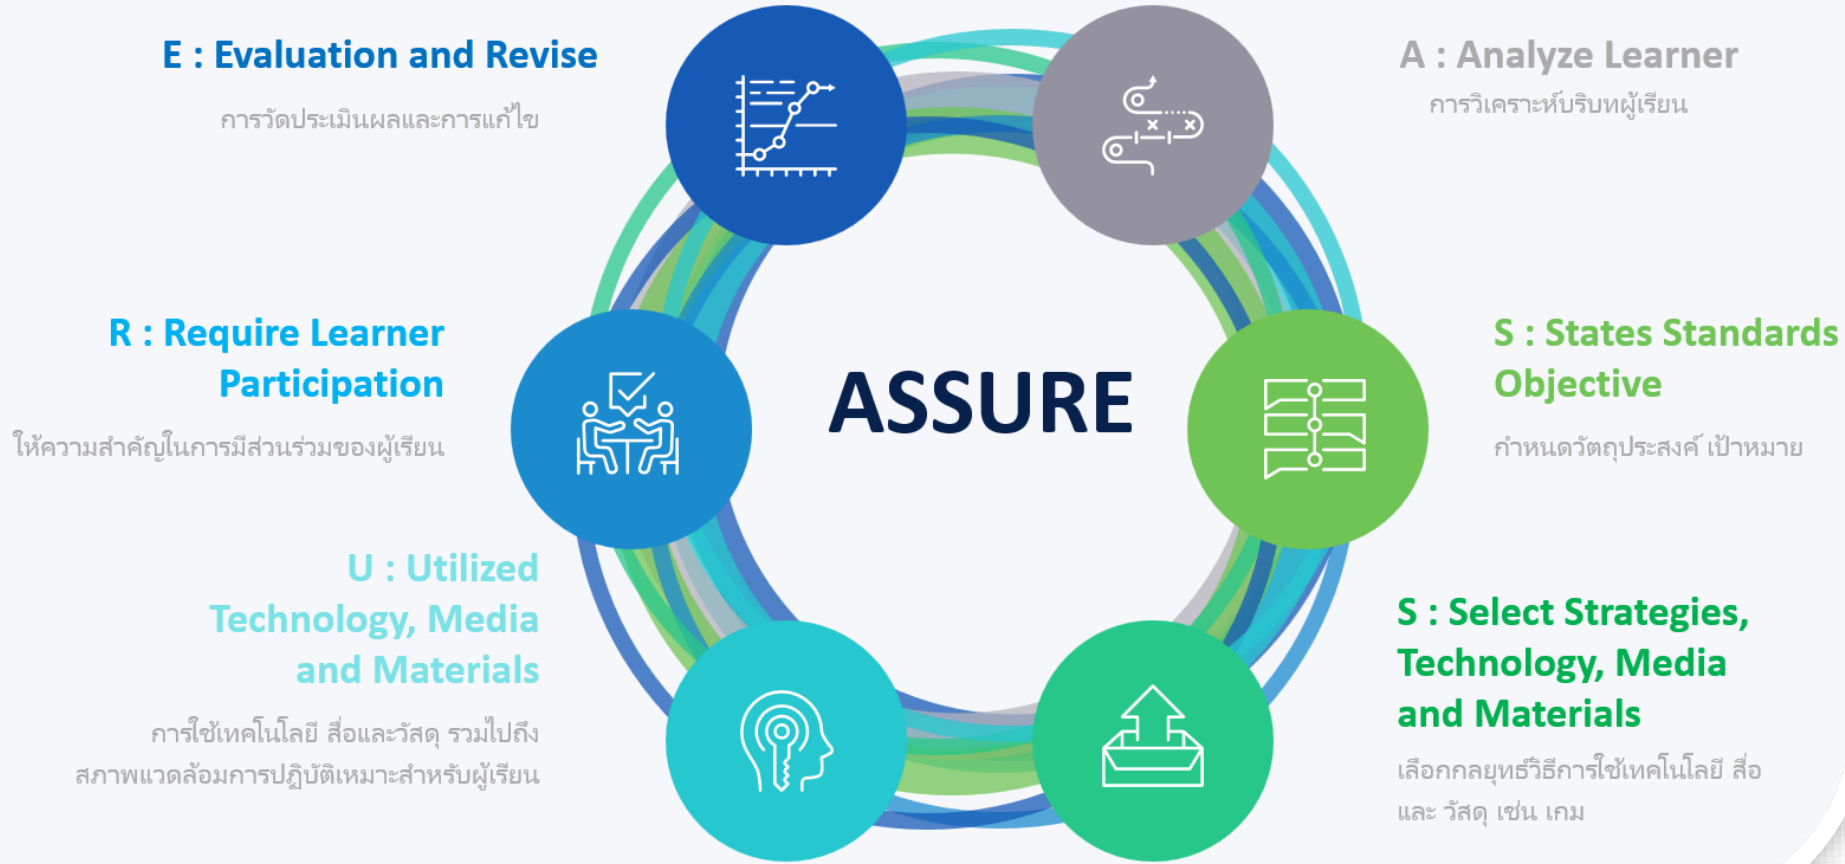 E : Evaluation and Revise
การวัดประเมินผลและการแก้ไข
A : Analyze Learner
การวิเคราะห์บริบทผู้เรียน
R : Require Learner
Participation
ให้ความสำคัญในการมีส่วนร่วมของผู้เรียน
ASSURE
S : States Standards
Objective
กำหนดวัตถุประสงค์ เป้าหมาย
U : Utilized
Technology, Media
and Materials
การใช้เทคโนโลยี สื่อและวัสดุ รวมไปถึง
สภาพแวดล้อมการปฏิบัติเหมาะสำหรับผู้เรียน
S : Select Strategies,
Technology, Media
and Materials
เลือกกลยุทธ์วิธีการใช้เทคโนโลยี สื่อ
และ วัสดุ เช่น เกม